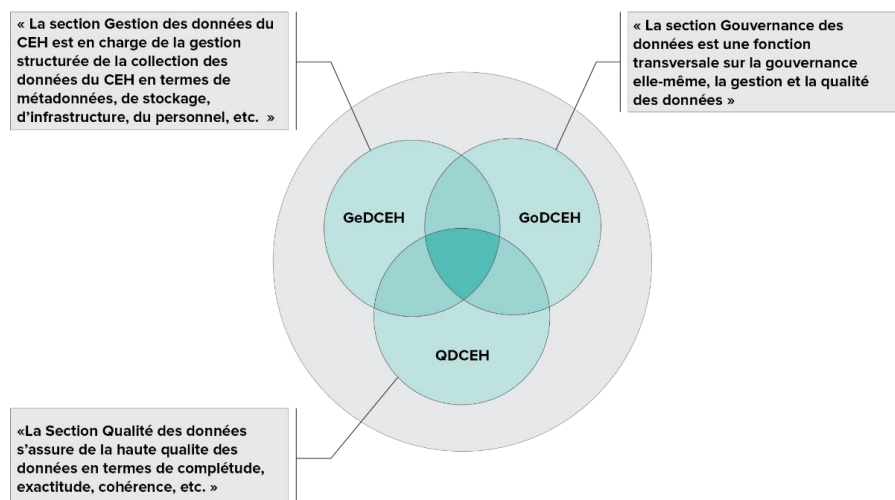 « La section Gestion des données du
CEH est en charge de la gestion
structurée de la collection des
données du CEH en termes de
métadonnées, de stockage,
d’infrastructure, du personnel, etc. »
« La section Gouvernance des
données est une fonction
transversale sur la gouvernance
elle-même, la gestion et la qualité
des données »
GeDCEH
GoDCEH
QDCEH
«La Section Qualité des données
s’assure de la haute qualite des
données en termes de complétude,
exactitude, cohérence, etc. »